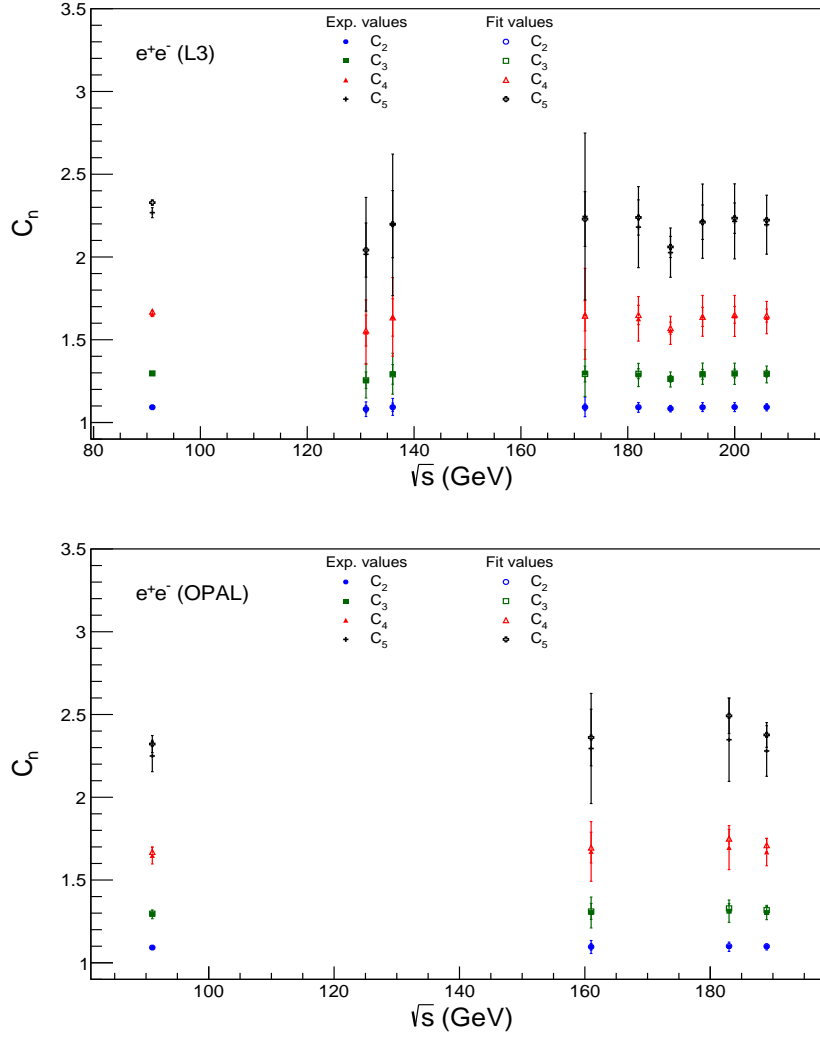 Exp. values Fit values
e⁺e⁻ (L3)
C₂ C₂
C₃ C₃
C₄ C₄
C₅ C₅
3.5
3
2.5
2
1.5
1
Cₙ
80 100 120 140 160 180 200
√s (GeV)
Exp. values Fit values
e⁺e⁻ (OPAL)
C₂ C₂
C₃ C₃
C₄ C₄
C₅ C₅
3.5
3
2.5
2
1.5
1
Cₙ
100 120 140 160 180
√s (GeV)